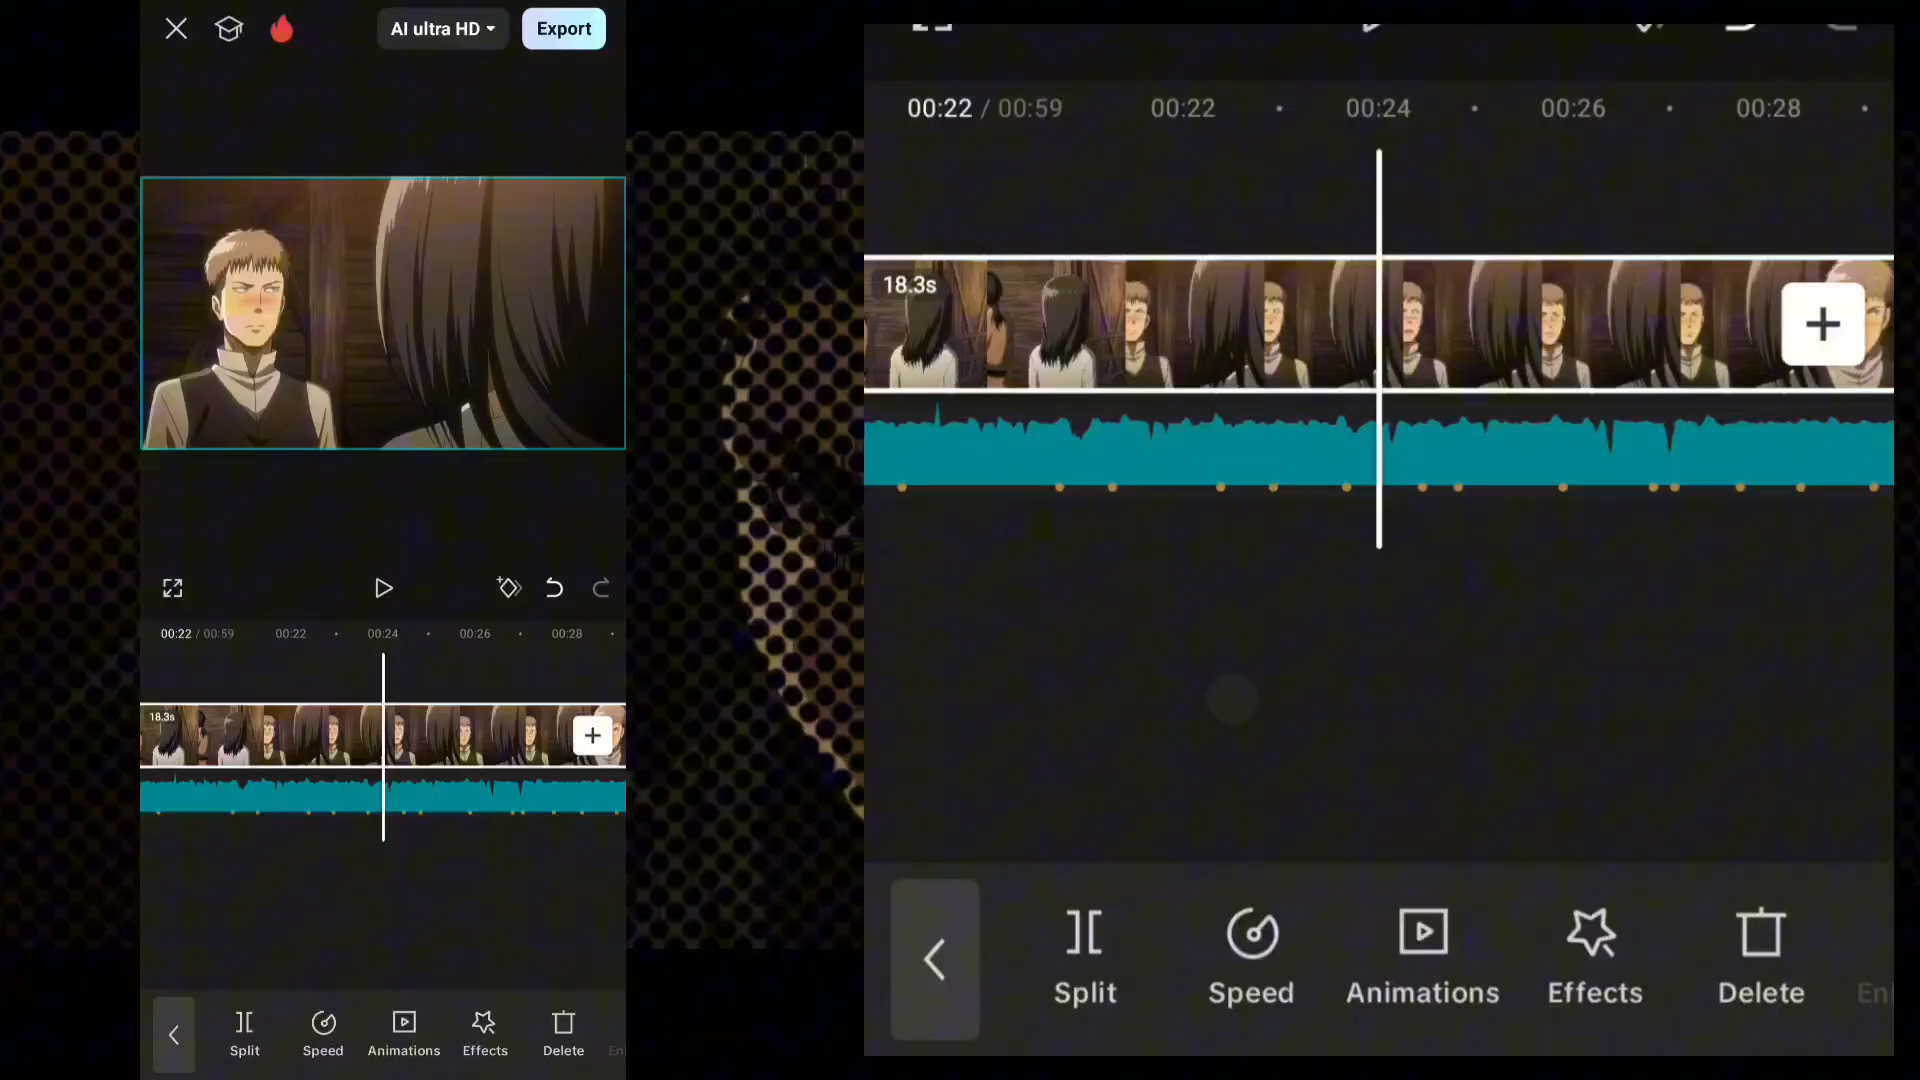 AI ultra HD
Export
00:22 / 00:59
00:22
00:24
00:26
00:28
18.3s
Split
Speed
Animations
Effects
Delete
En
00:22 / 00:59
00:22
00:24
00:26
00:28
18.3s
Split
Speed
Animations
Effects
Delete
En